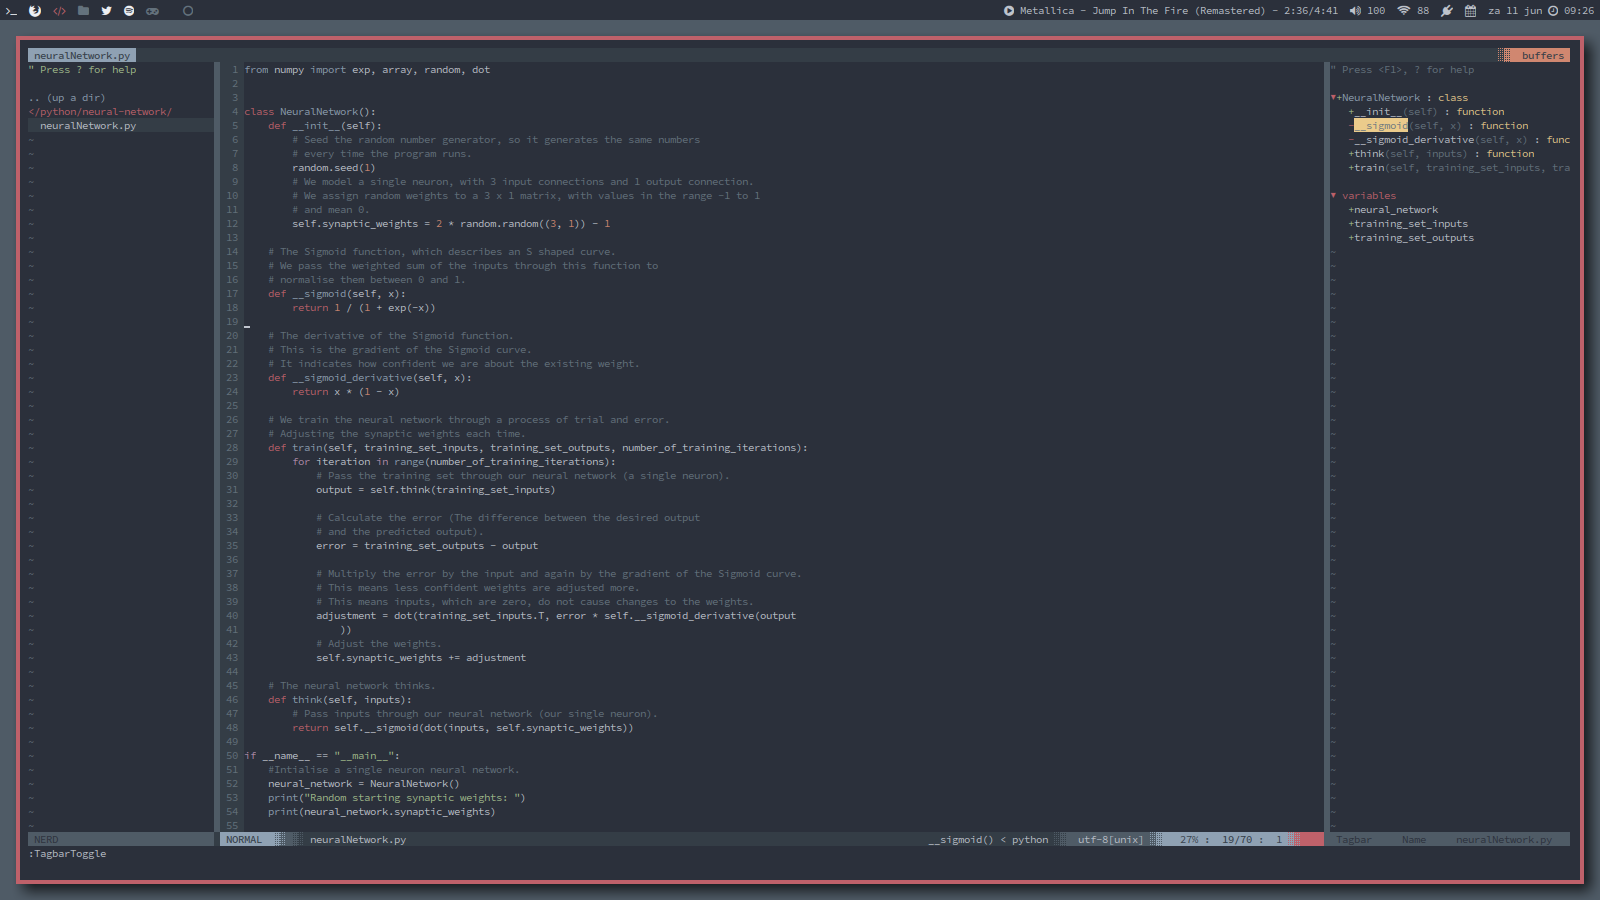 >_ </> Metallica - Jump In The Fire (Remastered) - 2:36/4:41 100 88 za 11 jun 09:26
neuralNetwork.py buffers
" Press ? for help
.. (up a dir)
</python/neural-network/
neuralNetwork.py
1 from numpy import exp, array, random, dot
2
3
4 class NeuralNetwork():
5 def __init__(self):
6 # Seed the random number generator, so it generates the same numbers
7 # every time the program runs.
8 random.seed(1)
9 # We model a single neuron, with 3 input connections and 1 output connection.
10 # We assign random weights to a 3 x 1 matrix, with values in the range -1 to 1
11 # and mean 0.
12 self.synaptic_weights = 2 * random.random((3, 1)) - 1
13
14 # The Sigmoid function, which describes an S shaped curve.
15 # We pass the weighted sum of the inputs through this function to
16 # normalise them between 0 and 1.
17 def __sigmoid(self, x):
18 return 1 / (1 + exp(-x))
19
20 # The derivative of the Sigmoid function.
21 # This is the gradient of the Sigmoid curve.
22 # It indicates how confident we are about the existing weight.
23 def __sigmoid_derivative(self, x):
24 return x * (1 - x)
25
26 # We train the neural network through a process of trial and error.
27 # Adjusting the synaptic weights each time.
28 def train(self, training_set_inputs, training_set_outputs, number_of_training_iterations):
29 for iteration in range(number_of_training_iterations):
30 # Pass the training set through our neural network (a single neuron).
31 output = self.think(training_set_inputs)
32
33 # Calculate the error (The difference between the desired output
34 # and the predicted output).
35 error = training_set_outputs - output
36
37 # Multiply the error by the input and again by the gradient of the Sigmoid curve.
38 # This means less confident weights are adjusted more.
39 # This means inputs, which are zero, do not cause changes to the weights.
40 adjustment = dot(training_set_inputs.T, error * self.__sigmoid_derivative(output
41 ))
42 # Adjust the weights.
43 self.synaptic_weights += adjustment
44
45 # The neural network thinks.
46 def think(self, inputs):
47 # Pass inputs through our neural network (our single neuron).
48 return self.__sigmoid(dot(inputs, self.synaptic_weights))
49
50 if __name__ == "__main__":
51 #Intialise a single neuron neural network.
52 neural_network = NeuralNetwork()
53 print("Random starting synaptic weights: ")
54 print(neural_network.synaptic_weights)
55
" Press <F1>, ? for help
▼+NeuralNetwork : class
+__init__(self) : function
-__sigmoid(self, x) : function
-__sigmoid_derivative(self, x) : func
+think(self, inputs) : function
+train(self, training_set_inputs, tra
▼ variables
+neural_network
+training_set_inputs
+training_set_outputs
NERD NORMAL neuralNetwork.py __sigmoid() < python utf-8[unix] 27% : 19/70 : 1 Tagbar Name neuralNetwork.py
:TagbarToggle